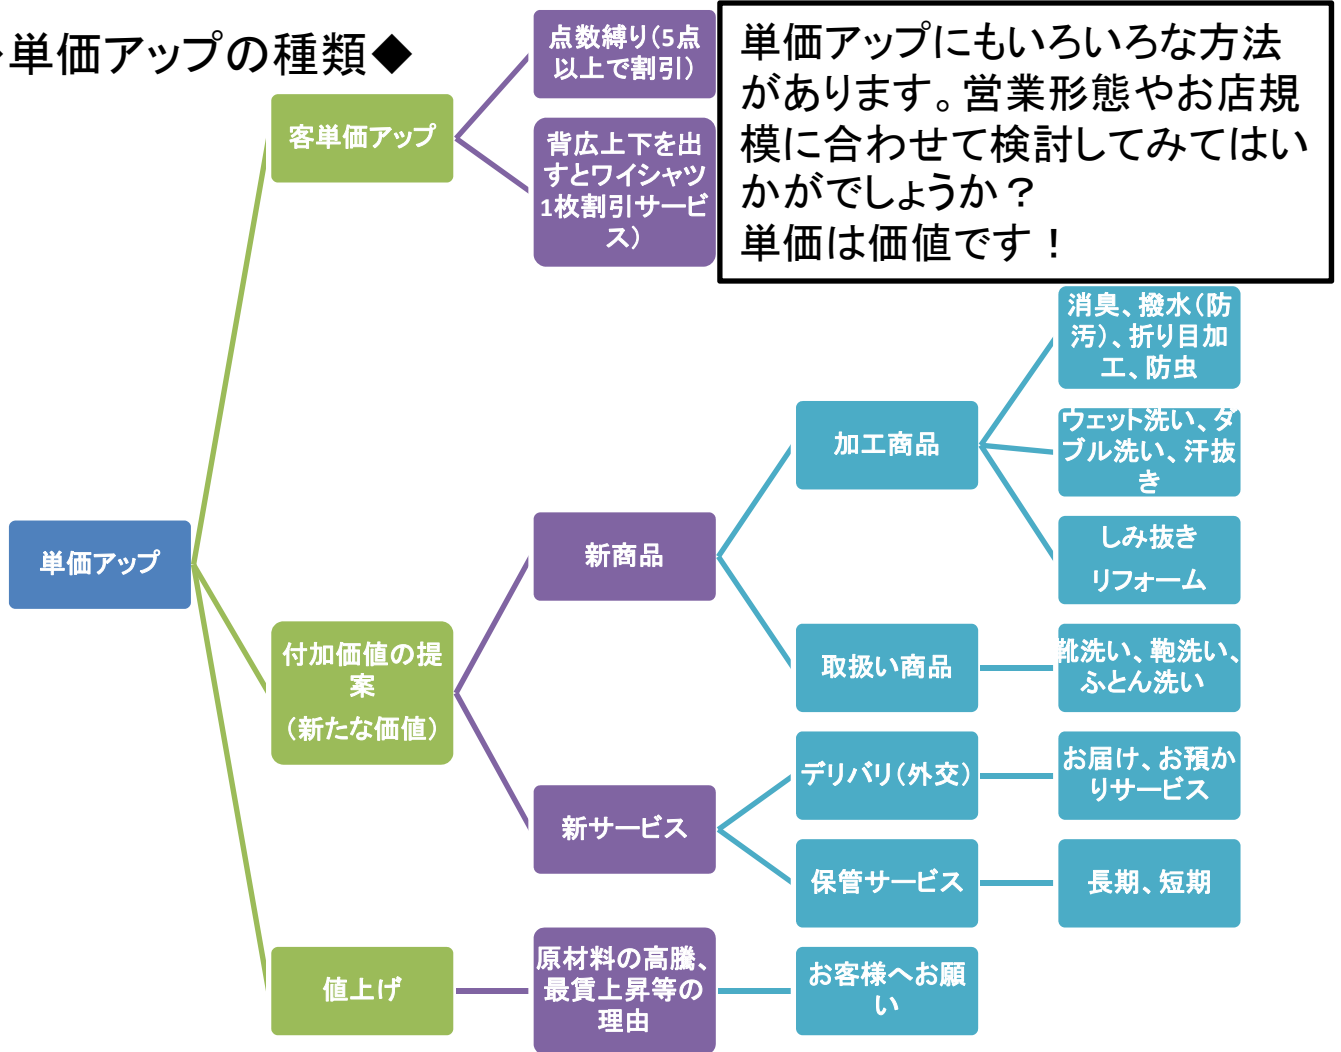 単価アップの種類◆
点数縛り(5点
以上で割引)
単価アップにもいろいろな方法
があります。営業形態やお店規
模に合わせて検討してみてはい
かがでしょうか？
単価は価値です！
客単価アップ
背広上下を出
すとワイシャツ
1枚割引サービ
ス)
消臭、撥水(防
汚)、折り目加
工、防虫
加工商品
ウェット洗い、ダ
ブル洗い、汗抜
き
単価アップ
新商品
しみ抜き
リフォーム
付加価値の提
案
(新たな価値)
取扱い商品
靴洗い、鞄洗い、
ふとん洗い
新サービス
デリバリ(外交)
お届け、お預か
りサービス
保管サービス
長期、短期
値上げ
原材料の高騰、
最賃上昇等の
理由
お客様へお願
い